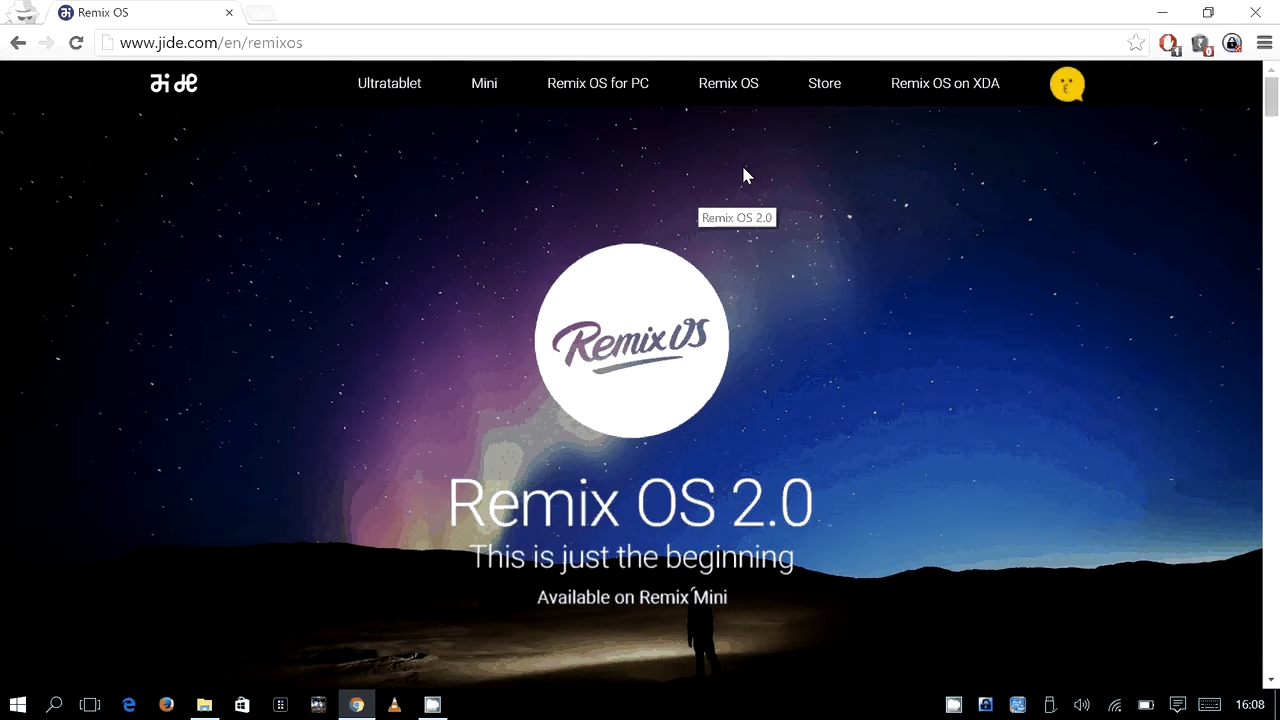 Remix OS
www.jide.com/en/remixos
Ultratablet Mini Remix OS for PC Remix OS Store Remix OS on XDA
Remix OS 2.0
Remix OS
Remix OS 2.0
This is just the beginning
Available on Remix Mini
16:08